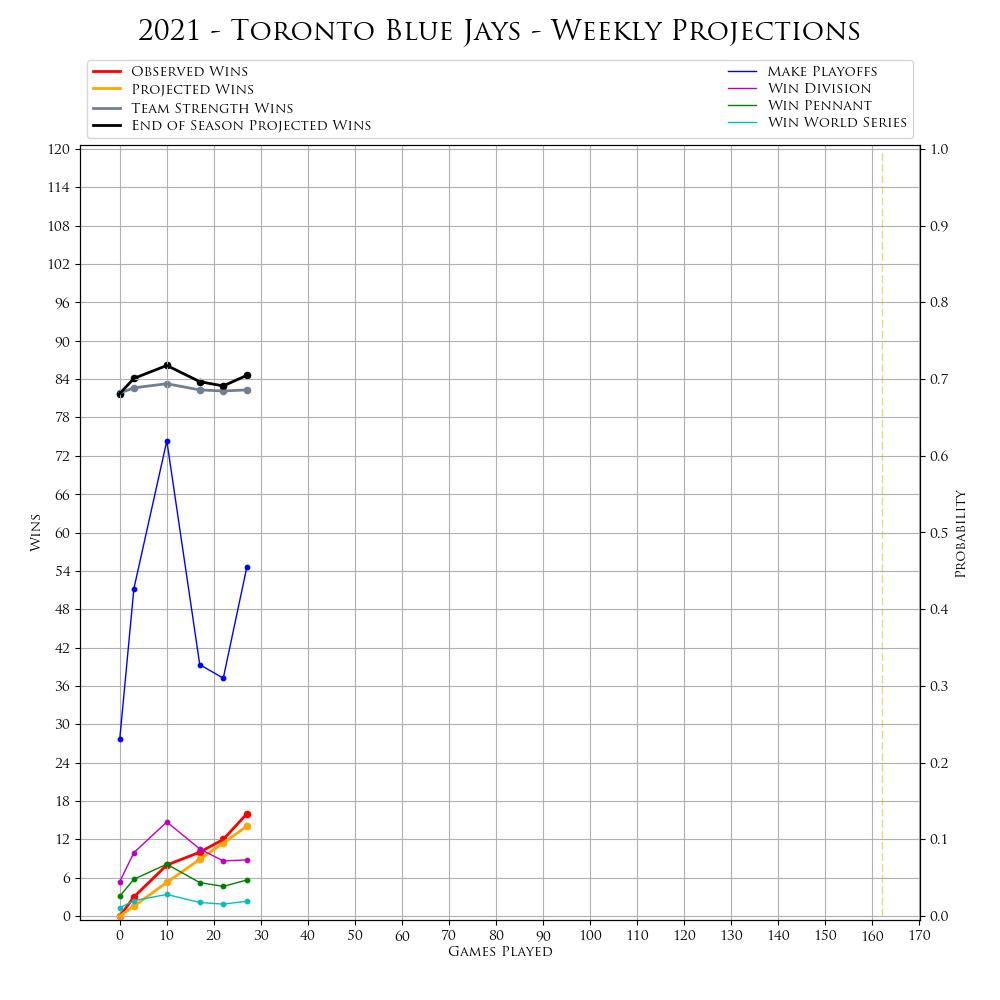 2021 - Toronto Blue Jays - Weekly Projections
Observed Wins
Projected Wins
Team Strength Wins
End of Season Projected Wins
Make Playoffs
Win Division
Win Pennant
Win World Series
120
114
108
102
96
90
84
78
72
66
60
54
48
42
36
30
24
18
12
6
0
Wins
1.0
0.9
0.8
0.7
0.6
0.5
0.4
0.3
0.2
0.1
0.0
Probability
0 10 20 30 40 50 60 70 80 90 100 110 120 130 140 150 160 170
Games Played